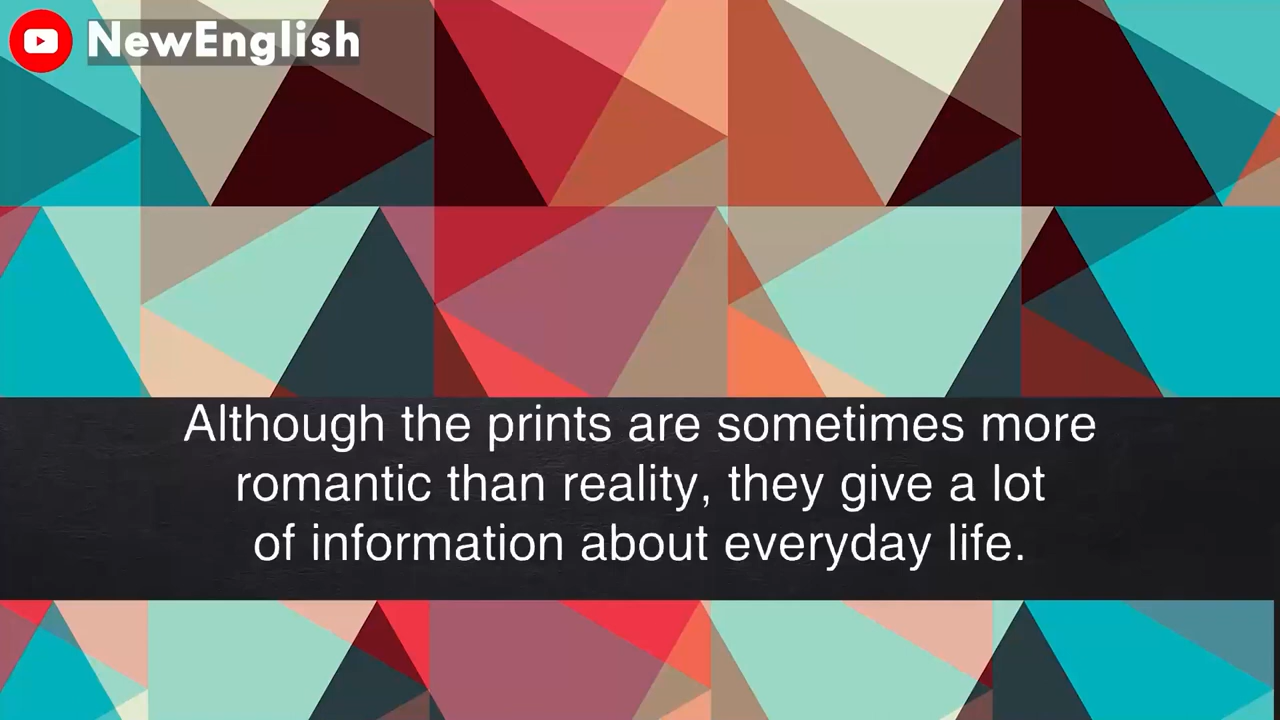 NewEnglish
Although the prints are sometimes more
romantic than reality, they give a lot
of information about everyday life.